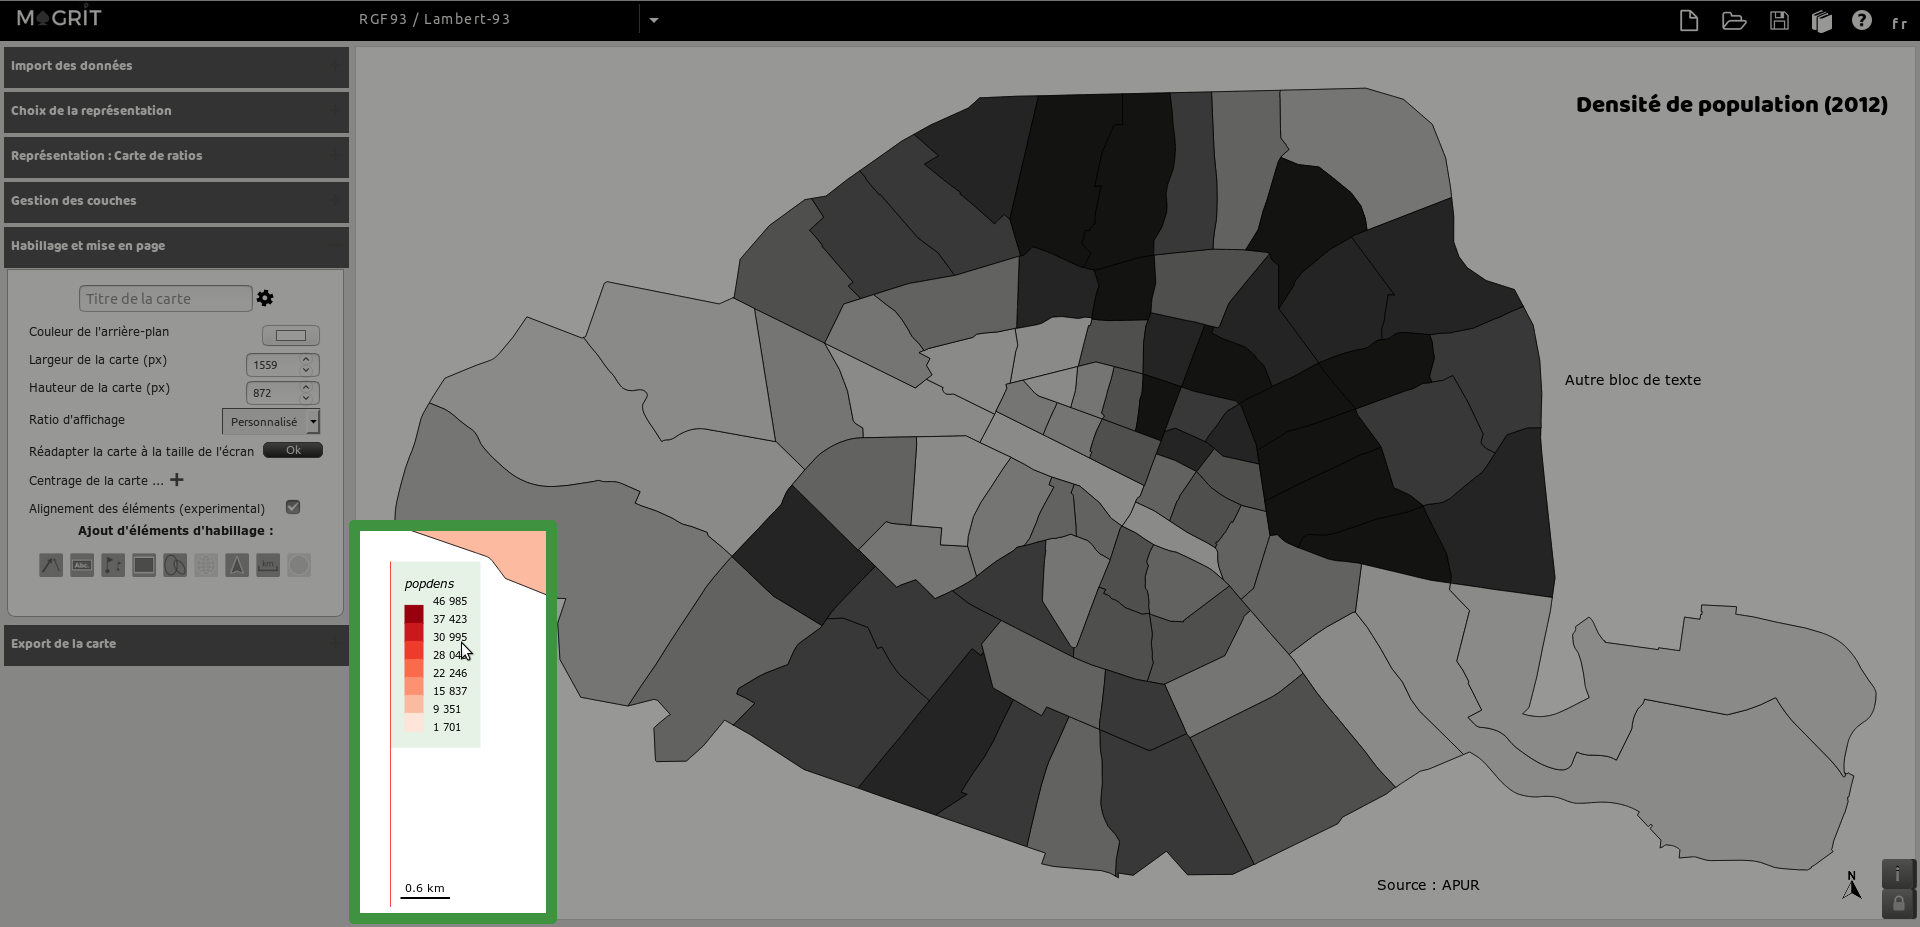 MAGRIT
RGF93 / Lambert-93
fr
Import des données
Choix de la représentation
Représentation : Carte de ratios
Gestion des couches
Habillage et mise en page
Titre de la carte
Couleur de l'arrière-plan
Largeur de la carte (px)
1559
Hauteur de la carte (px)
872
Ratio d'affichage
Personnalisé
Réadapter la carte à la taille de l'écran
Ok
Centrage de la carte ...
Alignement des éléments (experimental)
Ajout d'éléments d'habillage :
Abc.
km
Export de la carte
Densité de population (2012)
Autre bloc de texte
popdens
46 985
37 423
30 995
28 04
22 246
15 837
9 351
1 701
0.6 km
Source : APUR
N
i